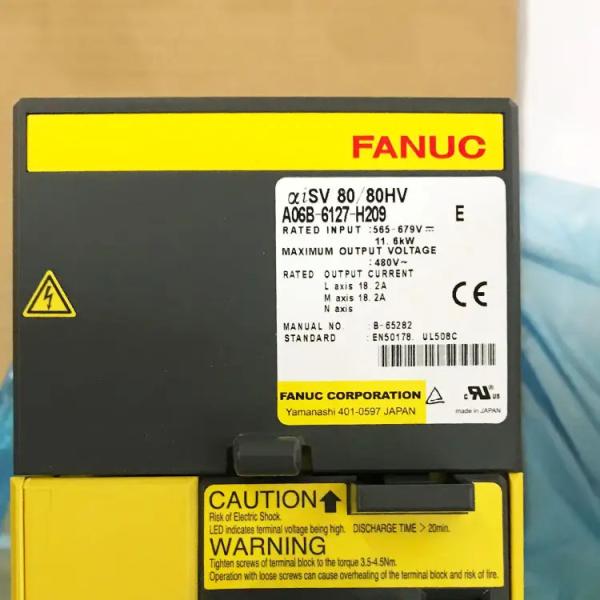 FANUC
αiSV 80/80HV
A06B-6127-H209 E
RATED INPUT :565-679V⎓
11.6kW
MAXIMUM OUTPUT VOLTAGE
:480V~
RATED OUTPUT CURRENT
L axis 18.2A
M axis 18.2A
N axis
MANUAL NO. :B-65282
STANDARD :EN50178. UL508C
CE
FANUC CORPORATION
Yamanashi 401-0597 JAPAN
c RU us
made in JAPAN
CAUTION
Risk of Electric Shock.
LED indicates terminal voltage being high. DISCHARGE TIME > 20min.
WARNING
Tighten screws of terminal block to the torque 3.5-4.5Nm.
Operation with loose screws can cause overheating of the terminal block and risk of fire.